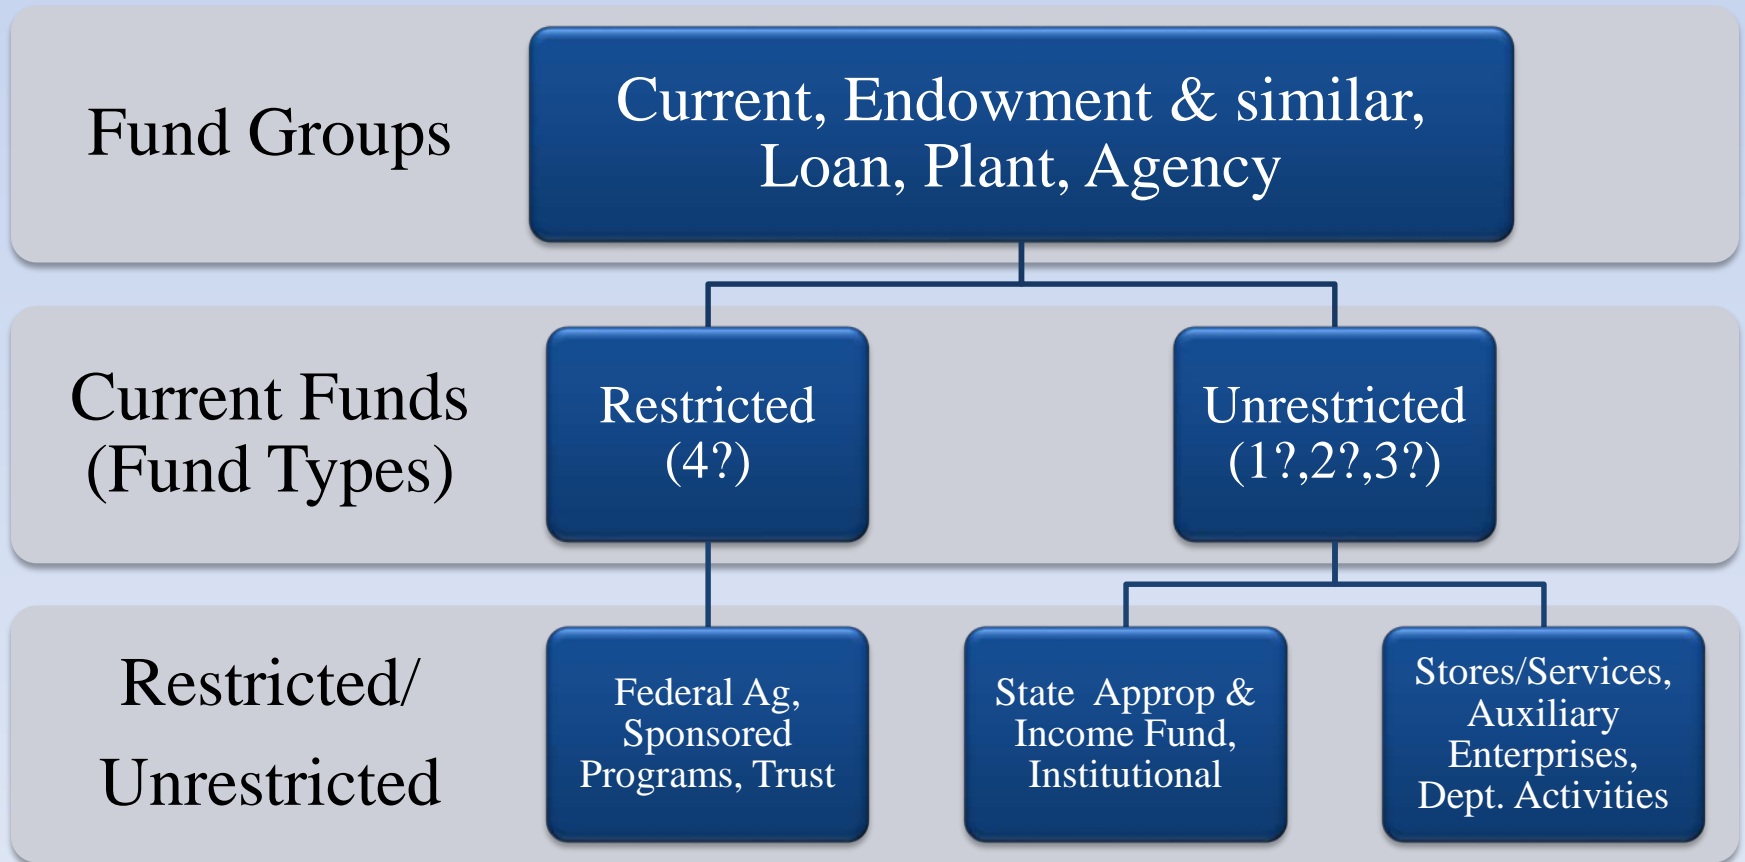 Fund Groups
Current, Endowment & similar,
Loan, Plant, Agency
Current Funds
(Fund Types)
Restricted
(4?)
Unrestricted
(1?,2?,3?)
Restricted/
Unrestricted
Federal Ag,
Sponsored
Programs, Trust
State Approp &
Income Fund,
Institutional
Stores/Services,
Auxiliary
Enterprises,
Dept. Activities